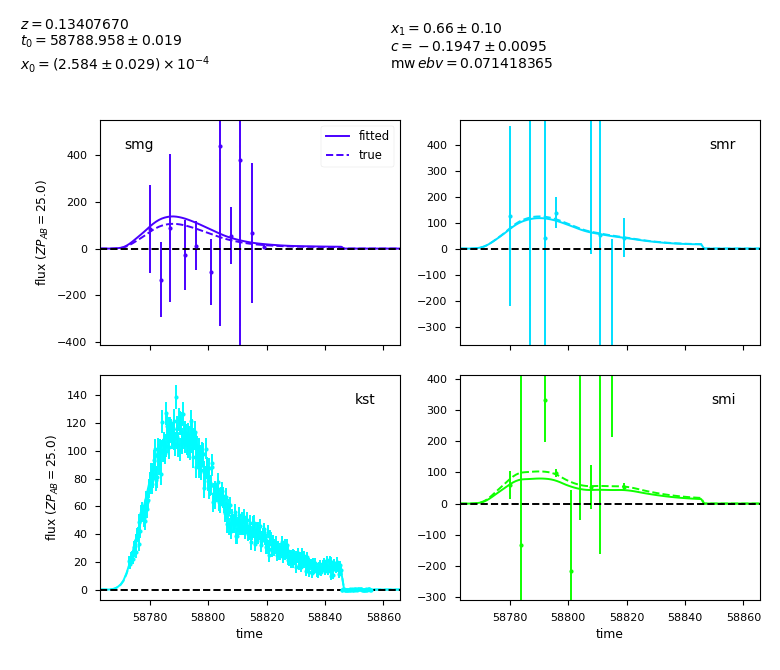 z = 0.13407670
t₀ = 58788.958 ± 0.019
x₀ = (2.584 ± 0.029) × 10⁻⁴
x₁ = 0.66 ± 0.10
c = −0.1947 ± 0.0095
mw ebv = 0.071418365
smg
fitted
true
400
200
0
−200
−400
flux (ZP_AB = 25.0)
smr
400
300
200
100
0
−100
−200
−300
kst
140
120
100
80
60
40
20
0
flux (ZP_AB = 25.0)
58780 58800 58820 58840 58860
time
smi
400
300
200
100
0
−100
−200
−300
58780 58800 58820 58840 58860
time